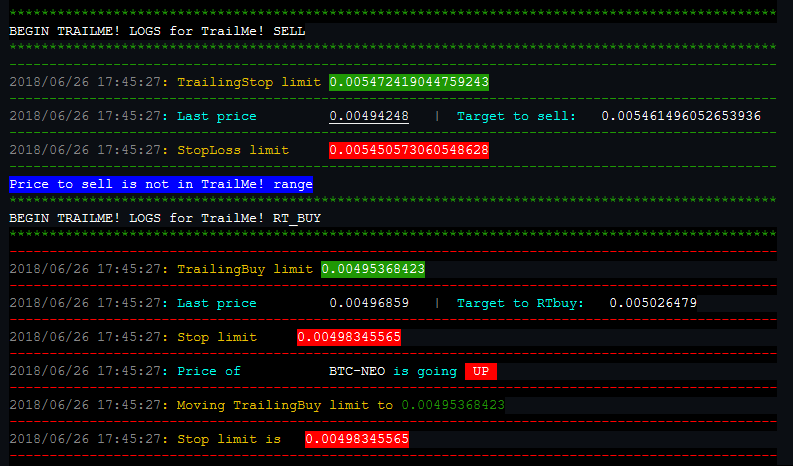 ************************************************************************************************
BEGIN TRAILME! LOGS for TrailMe! SELL
************************************************************************************************
------------------------------------------------------------------------------------------------
2018/06/26 17:45:27: TrailingStop limit 0.005472419044759243
------------------------------------------------------------------------------------------------
2018/06/26 17:45:27: Last price 0.00494248 | Target to sell: 0.005461496052653936
------------------------------------------------------------------------------------------------
2018/06/26 17:45:27: StopLoss limit 0.005450573060548628
------------------------------------------------------------------------------------------------
Price to sell is not in TrailMe! range
************************************************************************************************
BEGIN TRAILME! LOGS for TrailMe! RT_BUY
************************************************************************************************
------------------------------------------------------------------------------------------------
2018/06/26 17:45:27: TrailingBuy limit 0.00495368423
------------------------------------------------------------------------------------------------
2018/06/26 17:45:27: Last price 0.00496859 | Target to RTbuy: 0.005026479
------------------------------------------------------------------------------------------------
2018/06/26 17:45:27: Stop limit 0.00498345565
------------------------------------------------------------------------------------------------
2018/06/26 17:45:27: Price of BTC-NEO is going UP
------------------------------------------------------------------------------------------------
2018/06/26 17:45:27: Moving TrailingBuy limit to 0.00495368423
------------------------------------------------------------------------------------------------
2018/06/26 17:45:27: Stop limit is 0.00498345565
------------------------------------------------------------------------------------------------